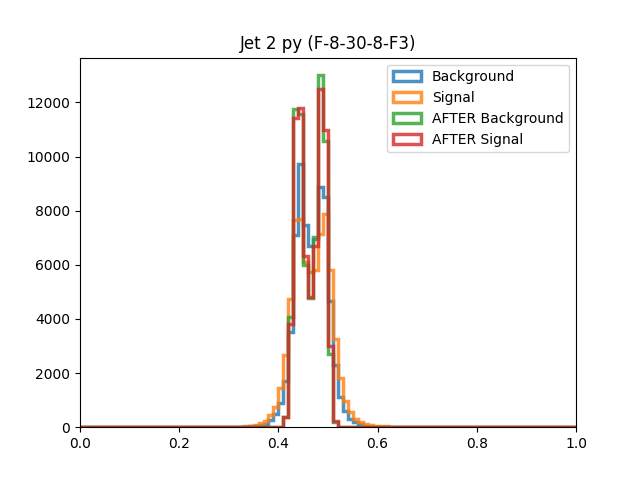 Jet 2 py (F-8-30-8-F3)
Background
Signal
AFTER Background
AFTER Signal
12000
10000
8000
6000
4000
2000
0
0.0 0.2 0.4 0.6 0.8 1.0